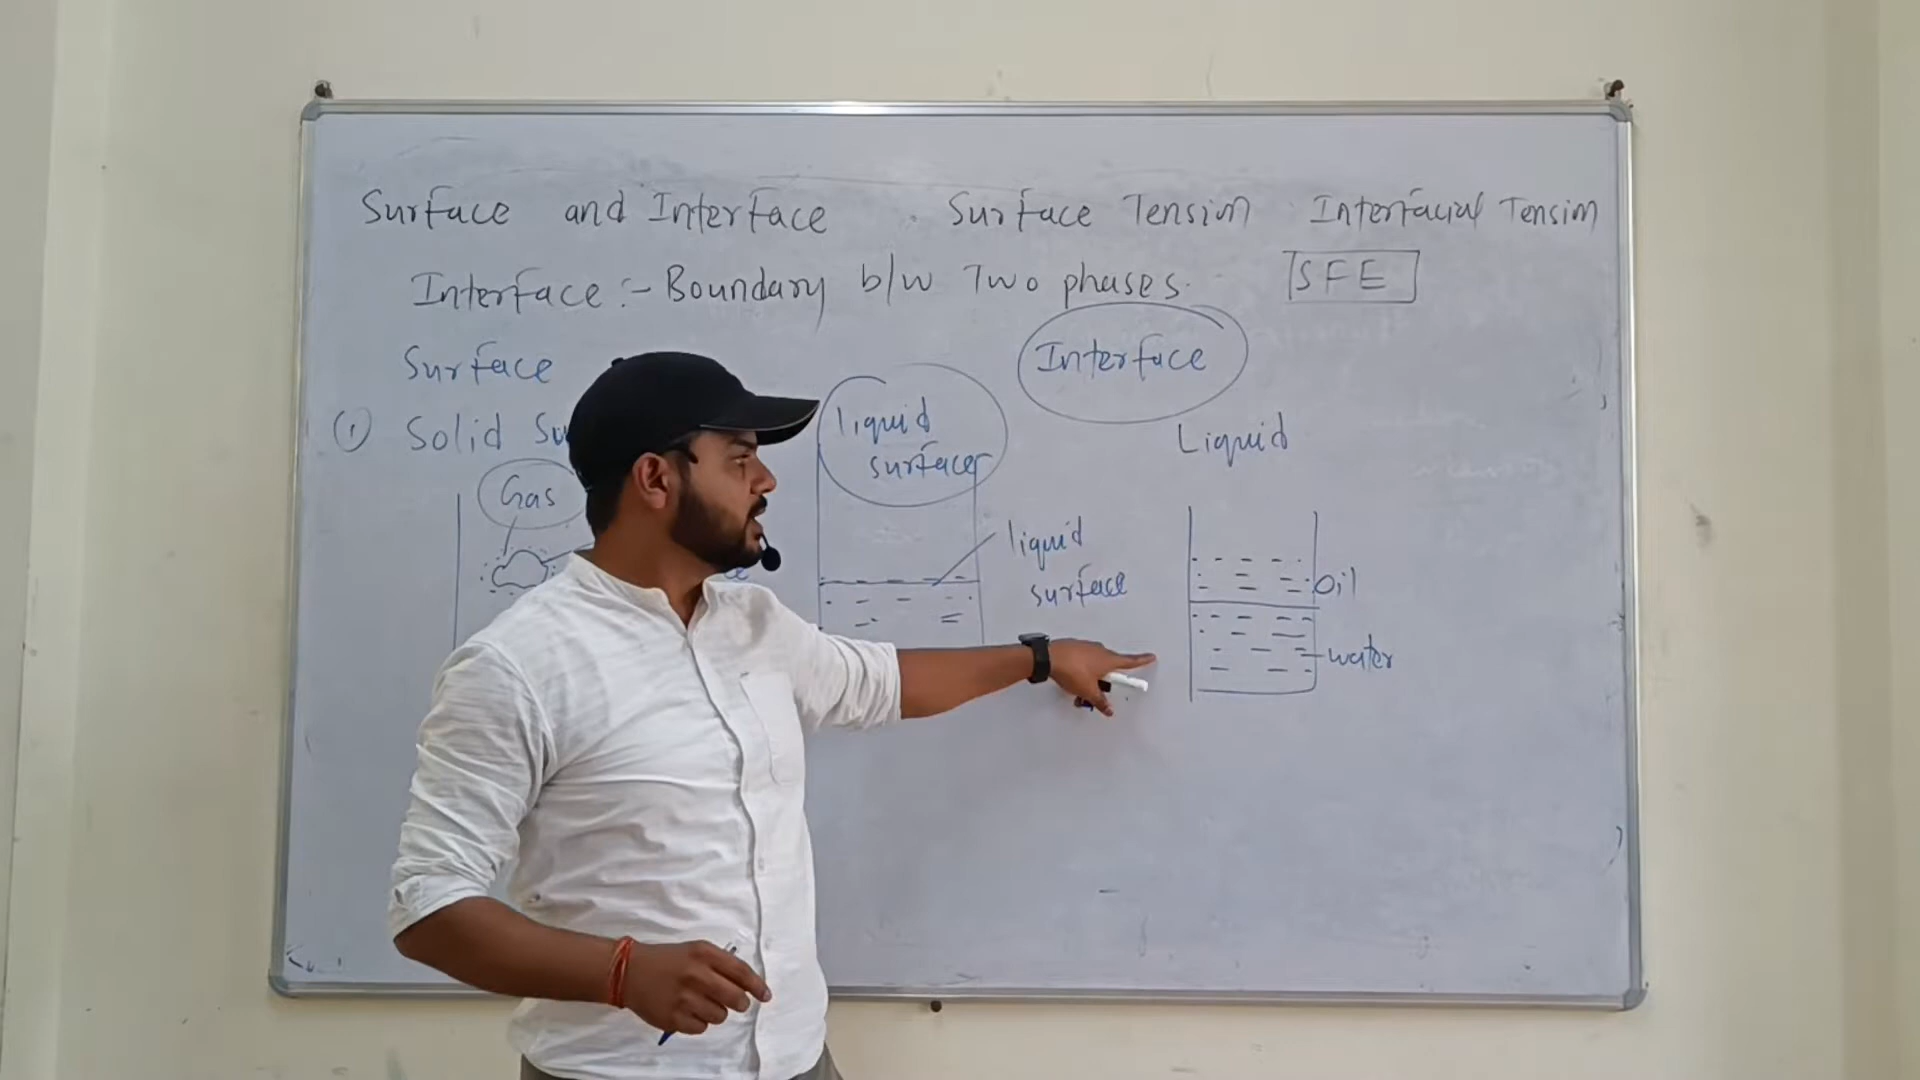 Surface and Interface Surface Tension Interfacial Tension
Interface :- Boundary b/w Two phases. SFE
Surface
Interface
① Solid
Gas
liquid
surface
Liquid
liquid
surface
oil
water